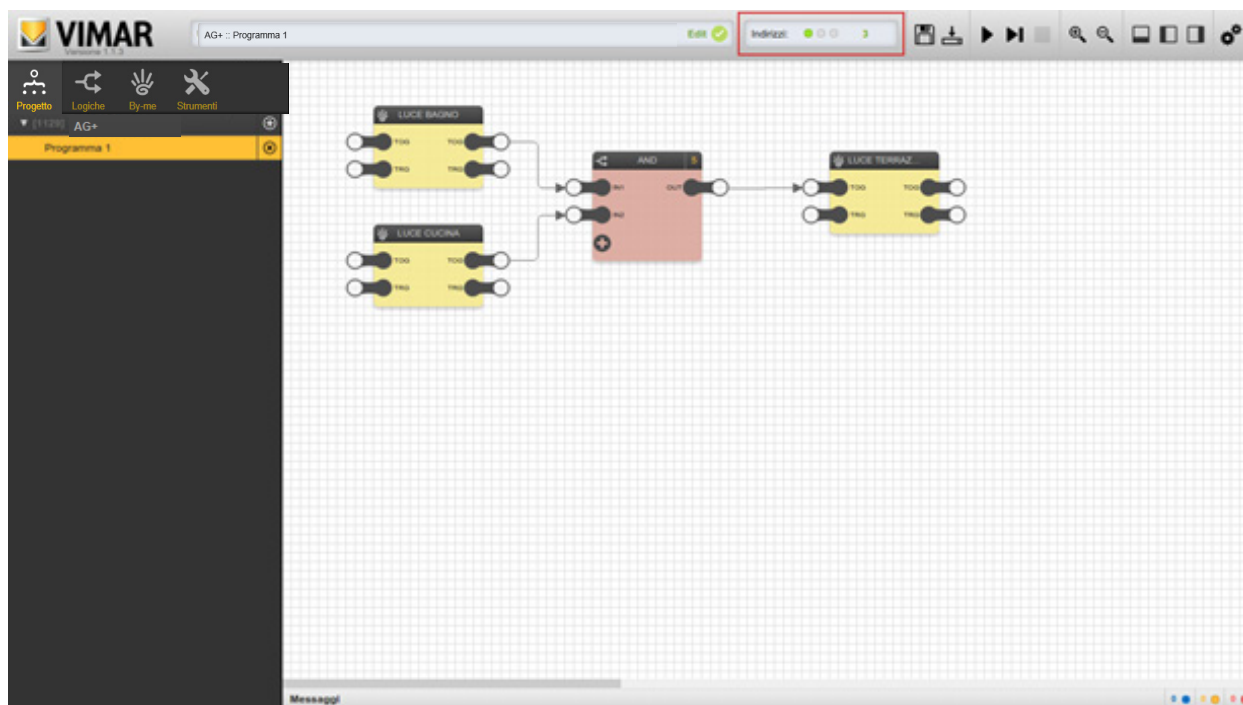 VIMAR
Versione 1.1.3
AG+ :: Programma 1
Edit
Indirizzi: 3
Progetto Logiche By-me Strumenti
[1129] AG+
Programma 1
LUCE BAGNO
TOG TOG
TRG TRG
LUCE CUCINA
TOG TOG
TRG TRG
AND 5
IN1 OUT
IN2
LUCE TERRAZ...
TOG TOG
TRG TRG
Messaggi